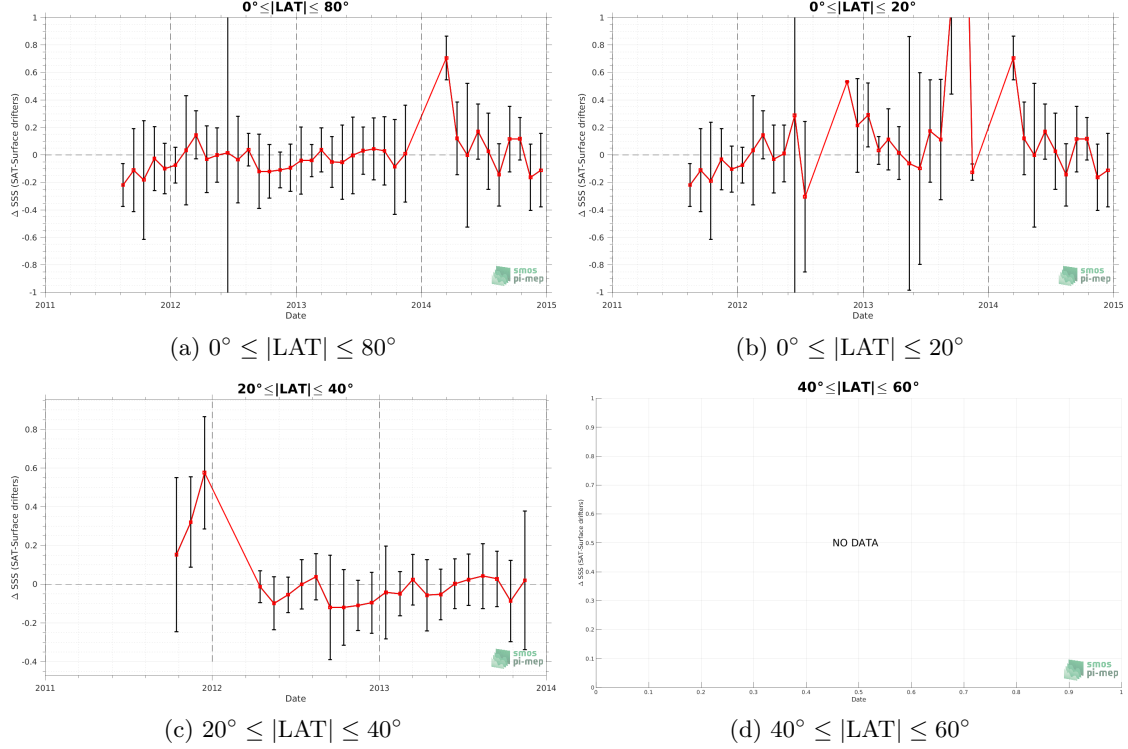 0°≤|LAT|≤ 80°
Δ SSS (SAT-Surface drifters)
1
0.8
0.6
0.4
0.2
0
-0.2
-0.4
-0.6
-0.8
-1
2011
2012
2013
2014
2015
Date
smos
pi-mep
(a) 0° ≤ |LAT| ≤ 80°
0°≤|LAT|≤ 20°
Δ SSS (SAT-Surface drifters)
1
0.8
0.6
0.4
0.2
0
-0.2
-0.4
-0.6
-0.8
-1
2011
2012
2013
2014
2015
Date
smos
pi-mep
(b) 0° ≤ |LAT| ≤ 20°
20°≤|LAT|≤ 40°
Δ SSS (SAT-Surface drifters)
0.8
0.6
0.4
0.2
0
-0.2
-0.4
2011
2012
2013
2014
Date
smos
pi-mep
(c) 20° ≤ |LAT| ≤ 40°
40°≤|LAT|≤ 60°
Δ SSS (SAT-Surface drifters)
1
0.9
0.8
0.7
0.6
0.5
0.4
0.3
0.2
0.1
0
NO DATA
0
0.1
0.2
0.3
0.4
0.5
0.6
0.7
0.8
0.9
1
Date
smos
pi-mep
(d) 40° ≤ |LAT| ≤ 60°